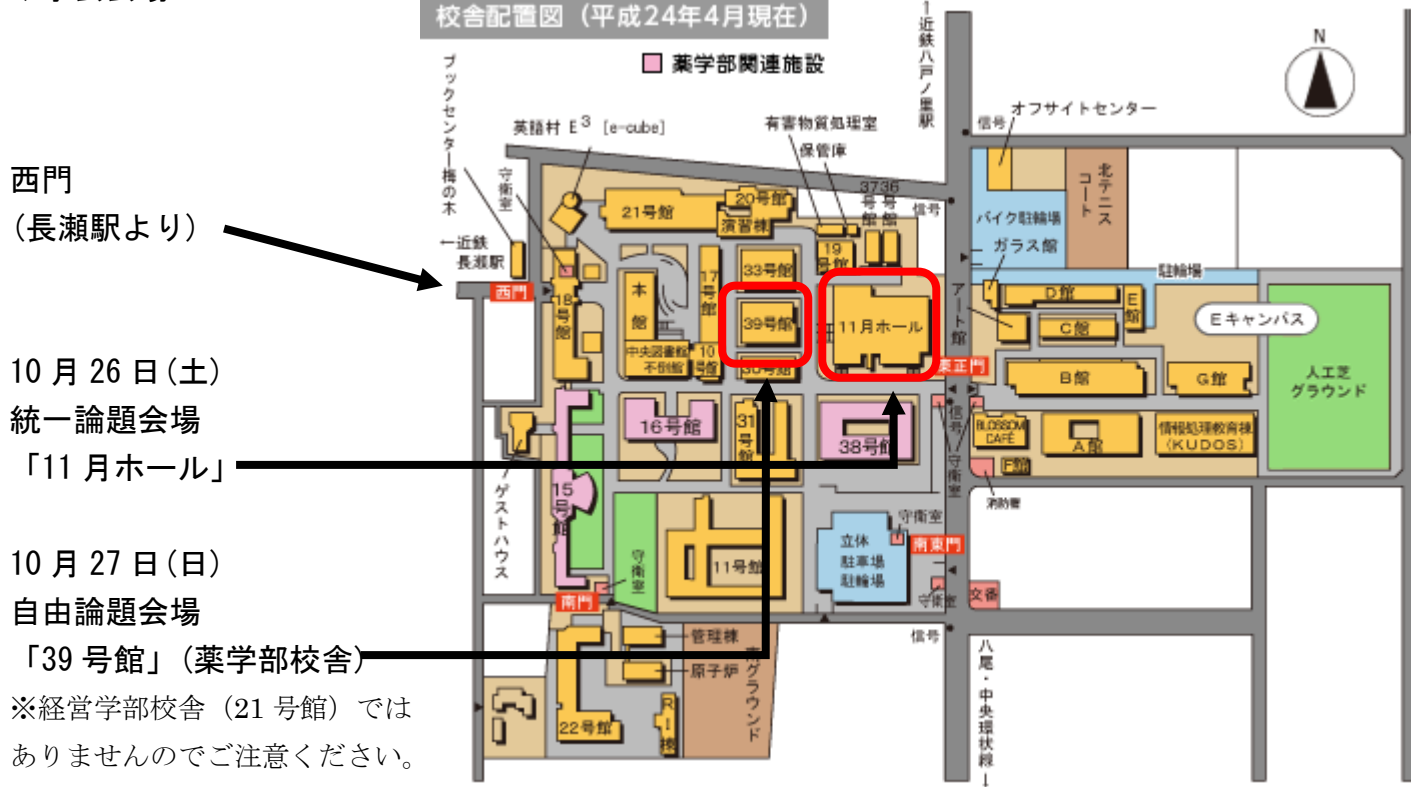 校舎配置図（平成24年4月現在）
薬学部関連施設
↑近鉄八戸ノ里駅
N
ブックセンター梅の木
英語村 E3 [e-cube]
有害物質処理室
保管庫
信号
オフサイトセンター
西門
（長瀬駅より）
守衛室
←近鉄
長瀬駅
西門
21号館
20号館
演習棟
37号館
36号館
信号
19号館
33号館
17号館
本館
18号館
39号館
11月ホール
中央図書館
不倒館
10号館
30号館
バイク駐輪場
北テニスコート
ガラス館
駐輪場
アート館
D館
E館
C館
Eキャンパス
B館
G館
人工芝
グラウンド
東正門
10月26日(土)
統一論題会場
「11月ホール」
16号館
31号館
38号館
信号
守衛室
BLOSSOM
CAFÉ
A館
情報処理教育棟
(KUDOS)
F館
消防署
15号館
ゲストハウス
10月27日(日)
自由論題会場
「39号館」(薬学部校舎)
※経営学部校舎（21号館）では
ありませんのでご注意ください。
守衛室
11号館
立体
駐車場
駐輪場
守衛室
南東門
守衛室
交番
南門
信号
管理棟
原子炉
南グラウンド
22号館
RI棟
八尾・中央環状線↓